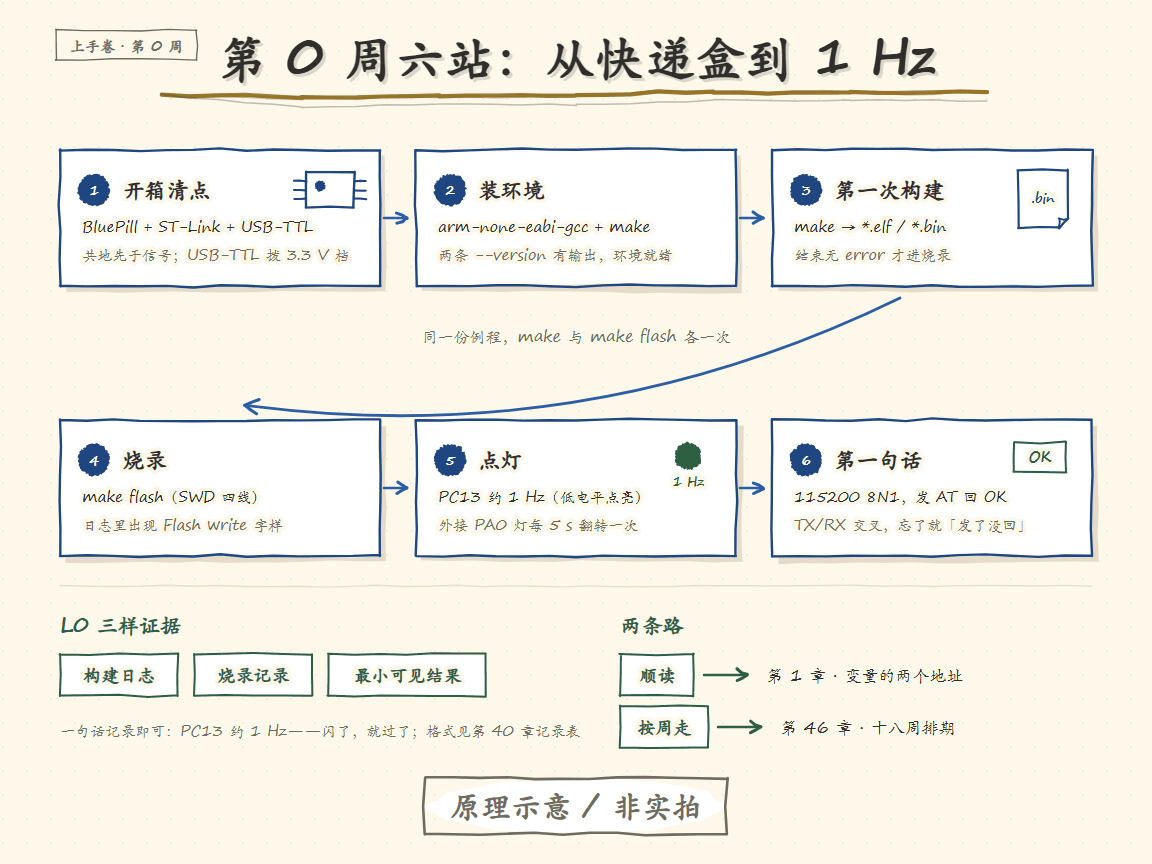 上手卷 · 第 0 周
第 0 周六站：从快递盒到 1 Hz
1 开箱清点
BluePill + ST-Link + USB-TTL
共地先于信号；USB-TTL 拨 3.3 V 档
2 装环境
arm-none-eabi-gcc + make
两条 --version 有输出，环境就绪
3 第一次构建
.bin
make → *.elf / *.bin
结束无 error 才进烧录
同一份例程，make 与 make flash 各一次
4 烧录
make flash（SWD 四线）
日志里出现 Flash write 字样
5 点灯
1 Hz
PC13 约 1 Hz（低电平点亮）
外接 PA0 灯每 5 s 翻转一次
6 第一句话
OK
115200 8N1，发 AT 回 OK
TX/RX 交叉，忘了就「发了没回」
LO 三样证据
构建日志
烧录记录
最小可见结果
一句话记录即可：PC13 约 1 Hz——闪了，就过了；格式见第 40 章记录表
两条路
顺读
第 1 章 · 变量的两个地址
按周走
第 46 章 · 十八周排期
原理示意 / 非实拍